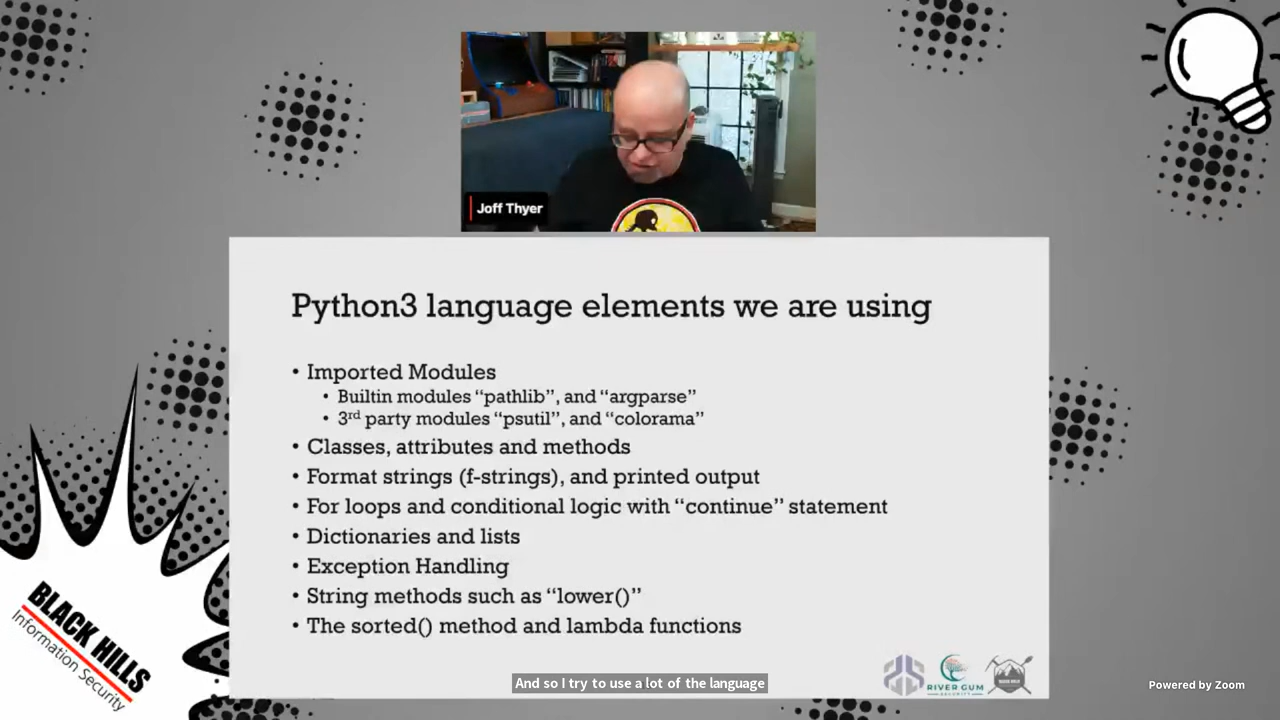 Joff Thyer
Python3 language elements we are using
• Imported Modules
• Builtin modules “pathlib”, and “argparse”
• 3rd party modules “psutil”, and “colorama”
• Classes, attributes and methods
• Format strings (f-strings), and printed output
• For loops and conditional logic with “continue” statement
• Dictionaries and lists
• Exception Handling
• String methods such as “lower()”
• The sorted() method and lambda functions
BLACK HILLS
Information Security
RIVER GUM
SECURITY
And so I try to use a lot of the language
Powered by Zoom